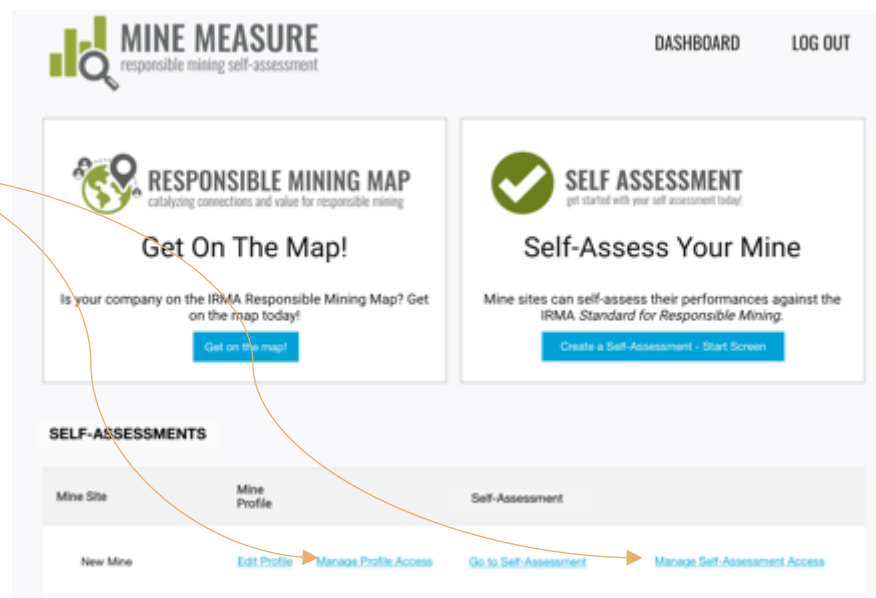 MINE MEASURE
responsible mining self-assessment
DASHBOARD LOG OUT
RESPONSIBLE MINING MAP
catalyzing connections and value for responsible mining
Get On The Map!
Is your company on the IRMA Responsible Mining Map? Get
on the map today!
Get on the map!
SELF ASSESSMENT
get started with your self assessment today!
Self-Assess Your Mine
Mine sites can self-assess their performances against the
IRMA Standard for Responsible Mining.
Create a Self-Assessment - Start Screen
SELF-ASSESSMENTS
Mine Site Mine Profile Self-Assessment
New Mine Edit Profile Manage Profile Access Go to Self-Assessment Manage Self-Assessment Access